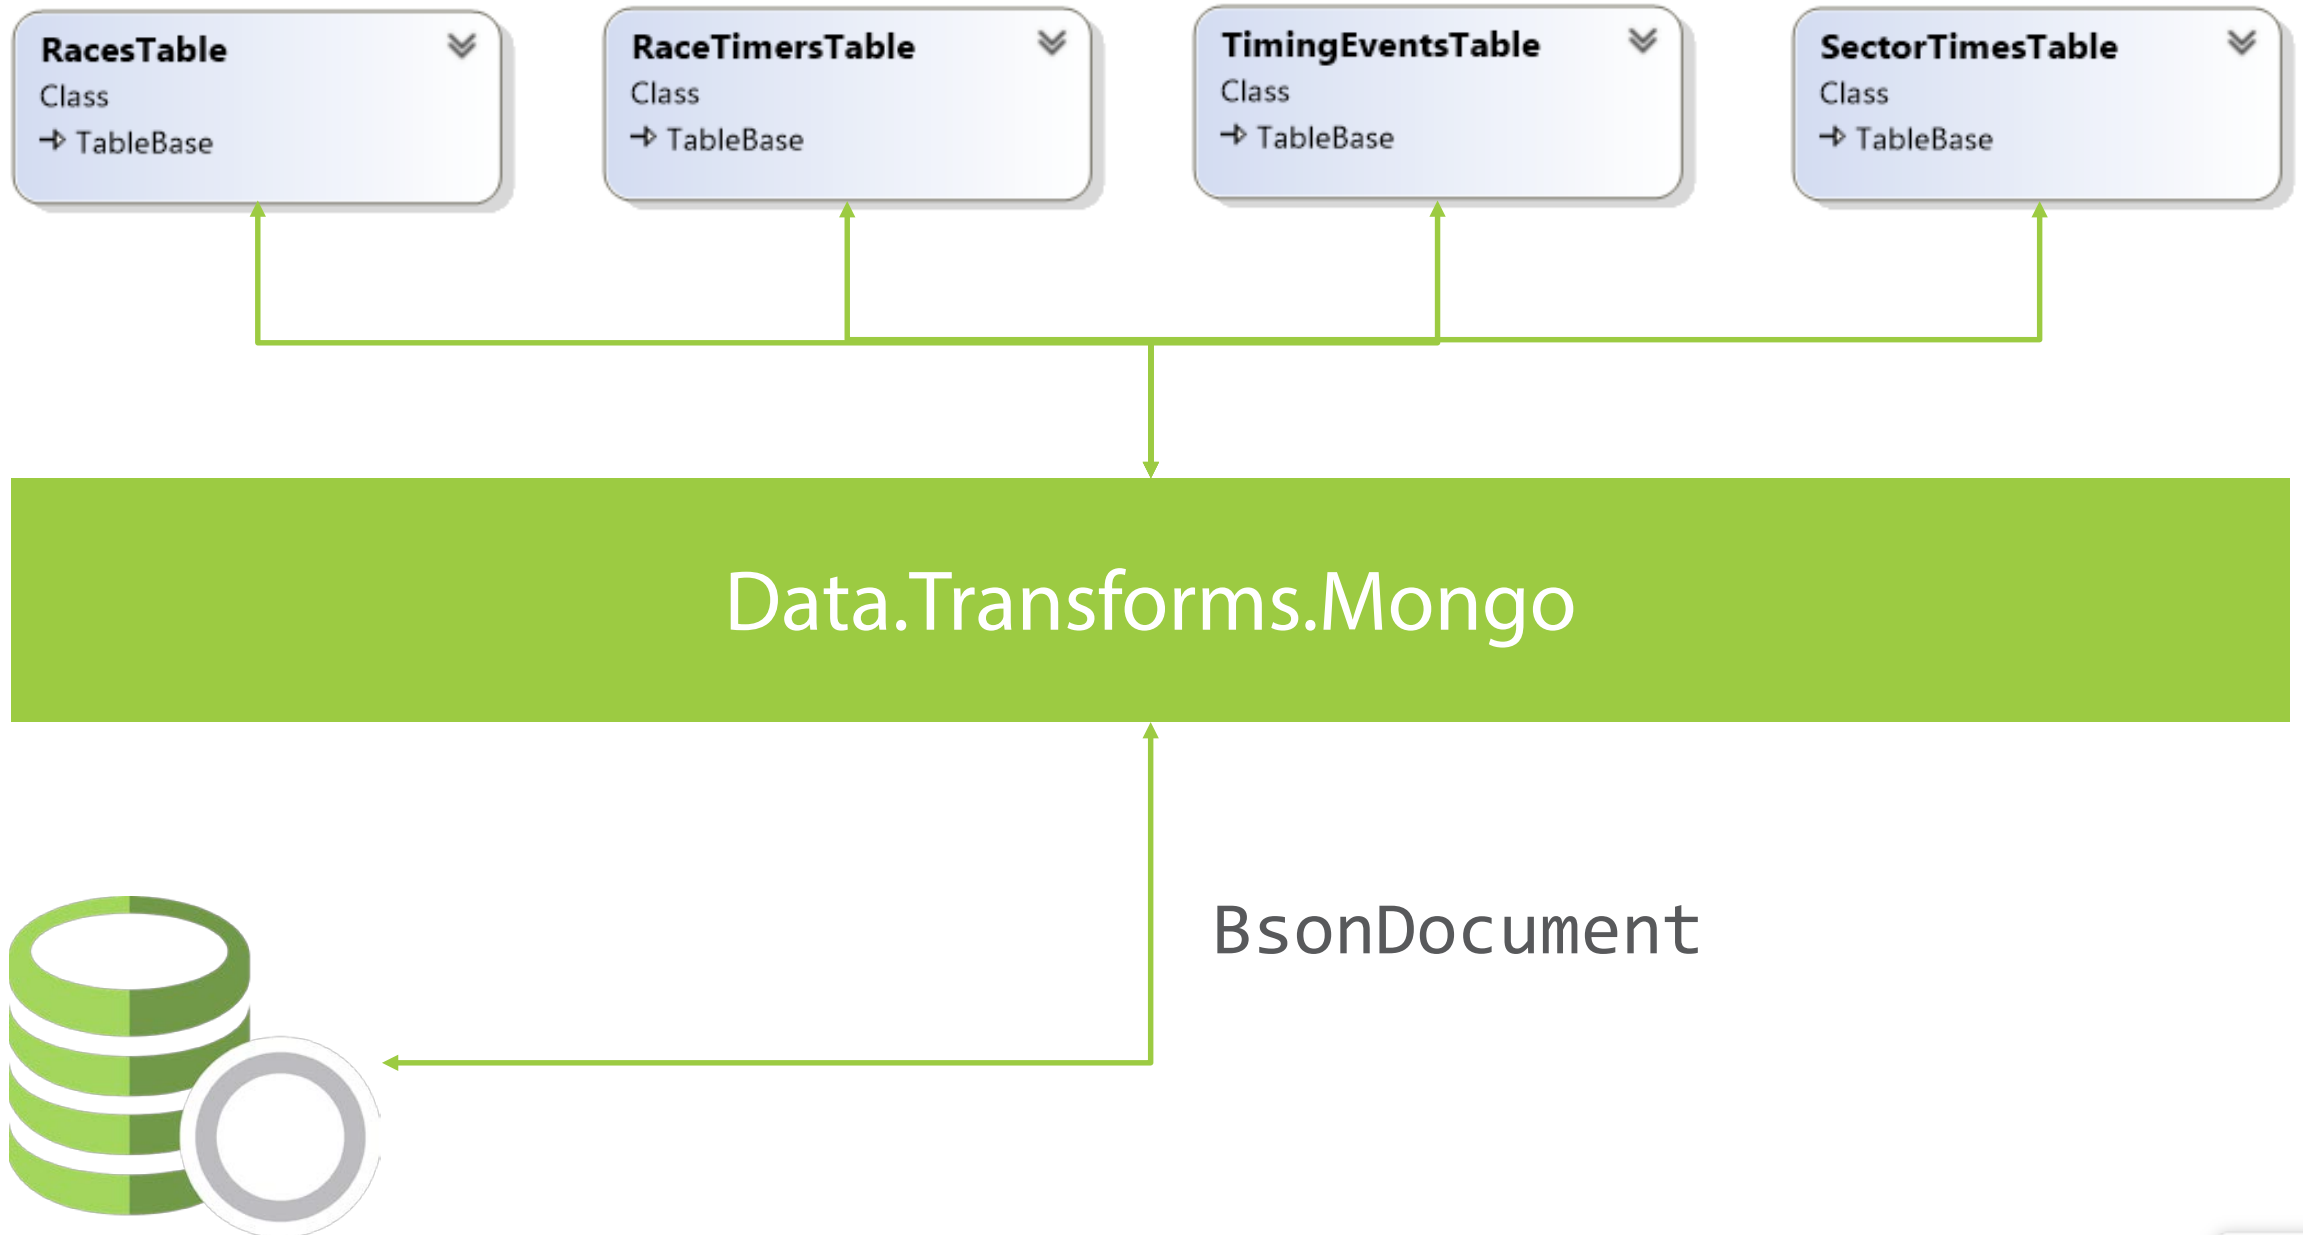 RacesTable
Class
TableBase
RaceTimersTable
Class
TableBase
TimingEventsTable
Class
TableBase
SectorTimesTable
Class
TableBase
Data.Transforms.Mongo
BsonDocument